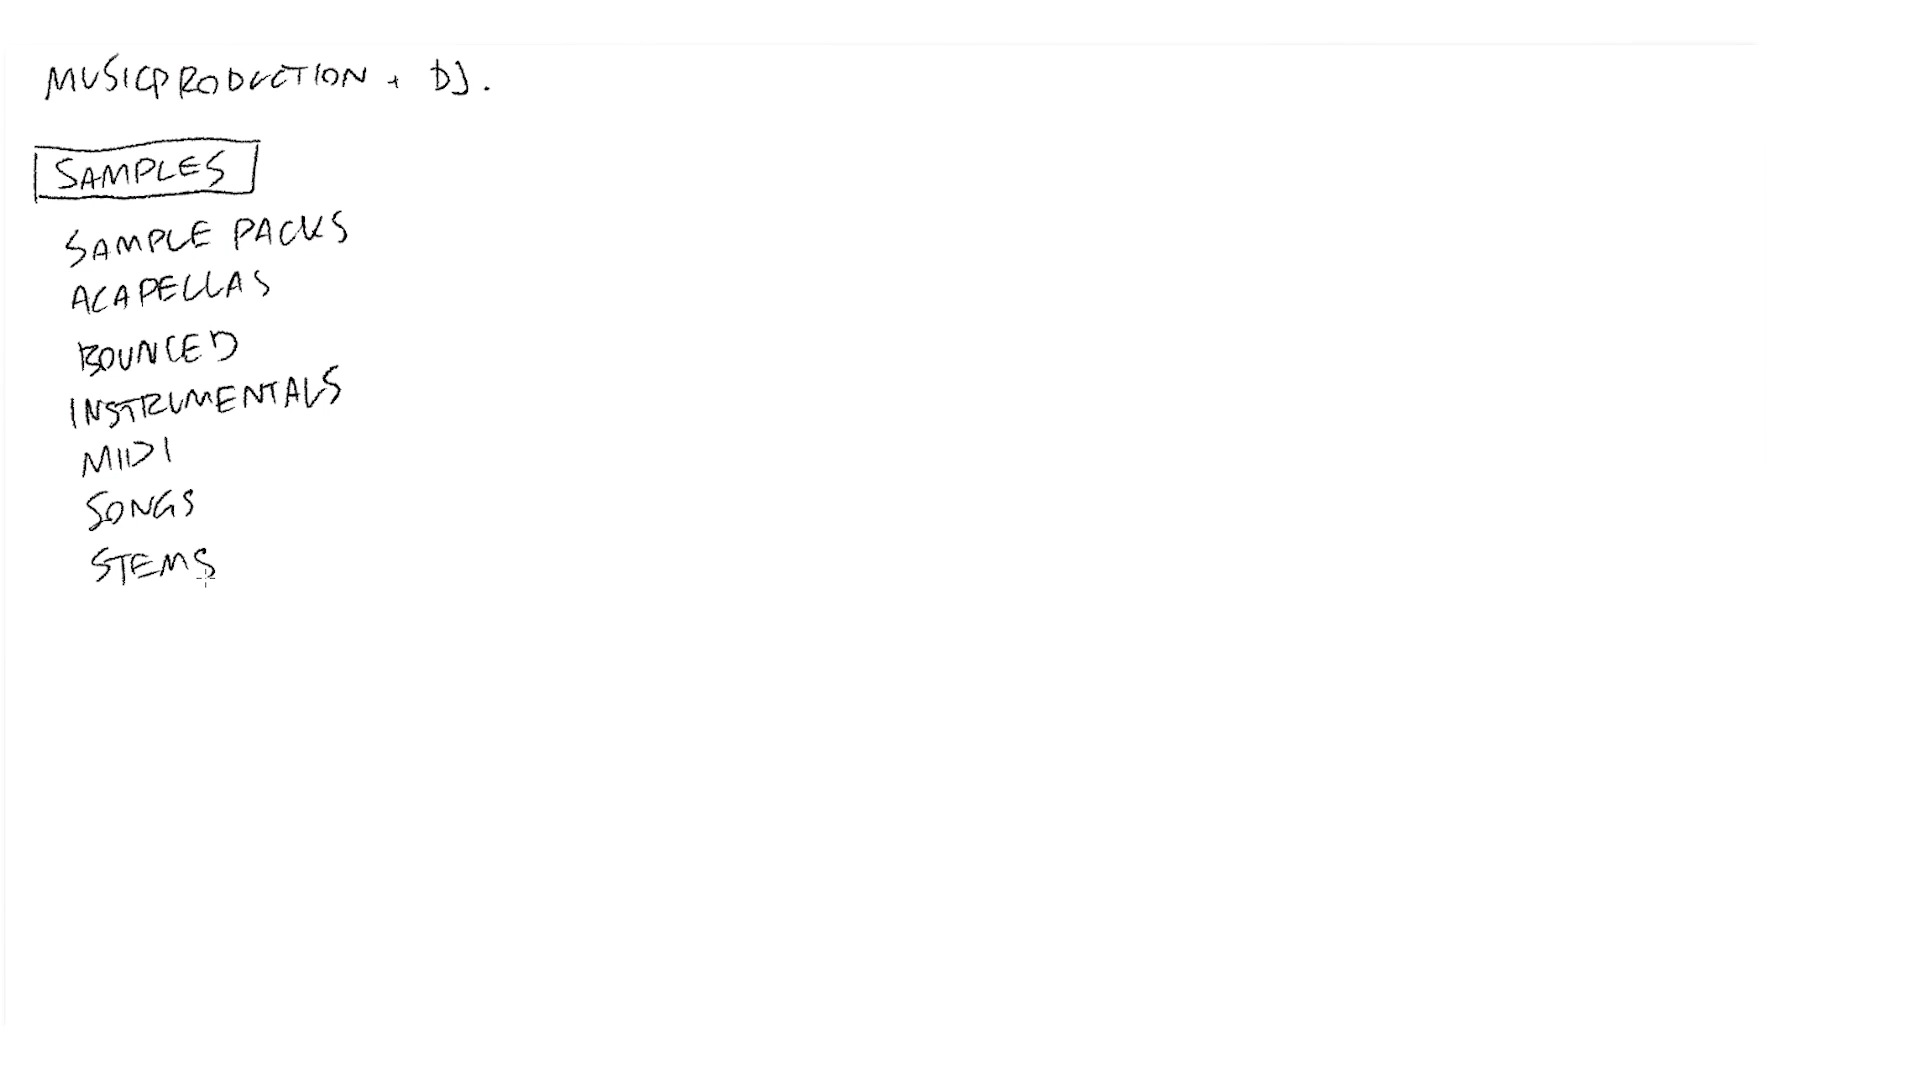 MUSICPRODUCTION + DJ.
SAMPLES
SAMPLE PACKS
ACAPELLAS
BOUNCED
INSTRUMENTALS
MIDI
SONGS
STEMS